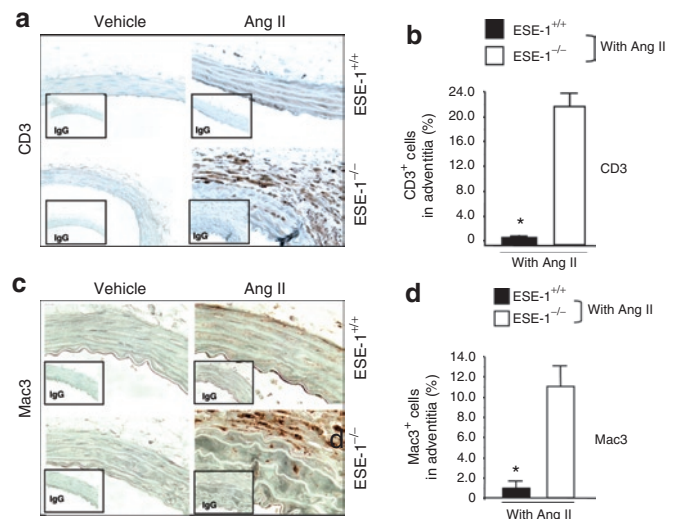 a
Vehicle Ang II
CD3
ESE-1+/+
ESE-1−/−
IgG
IgG
IgG
IgG
b
ESE-1+/+
ESE-1−/−
With Ang II
CD3+ cells
in adventitia (%)
24.0
20.0
16.0
12.0
8.0
4.0
0
*
CD3
With Ang II
c
Vehicle Ang II
Mac3
ESE-1+/+
ESE-1−/−
IgG
IgG
IgG
IgG
d
d
ESE-1+/+
ESE-1−/−
With Ang II
Mac3+ cells
in adventitia (%)
14.0
12.0
10.0
8.0
6.0
4.0
2.0
0
*
Mac3
With Ang II